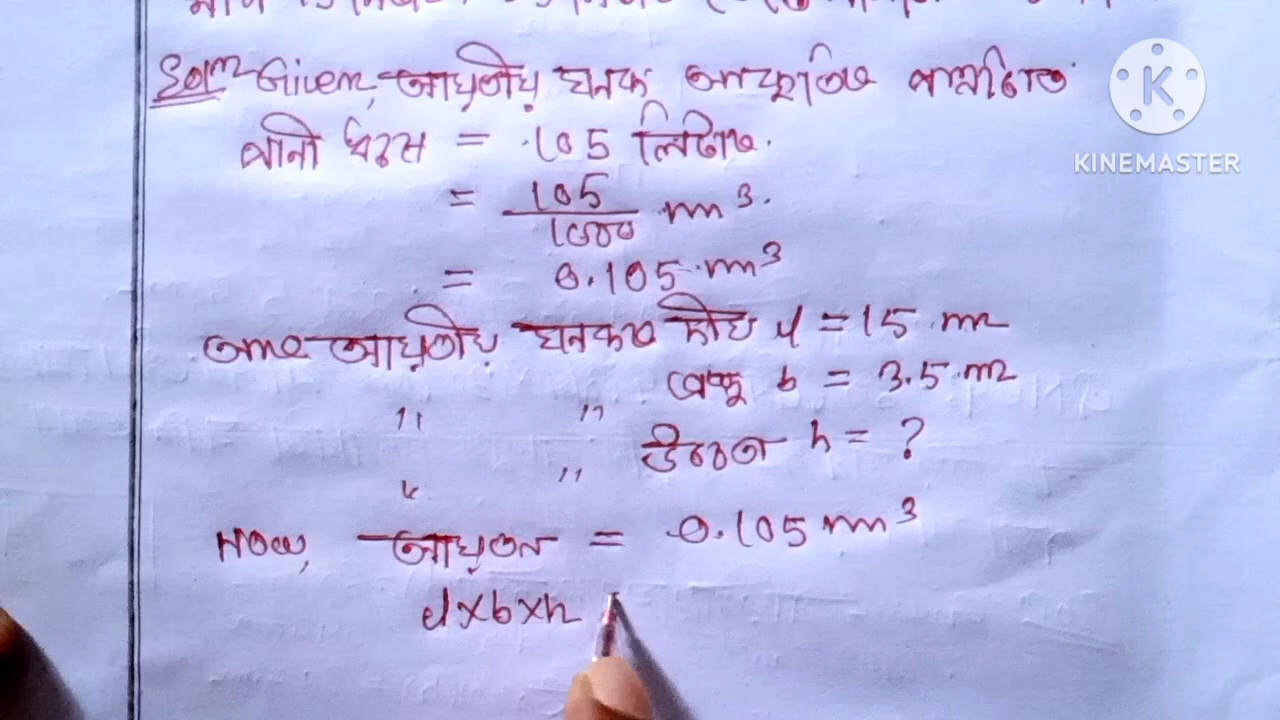 Soln Given, আয়তীয় ঘনক আকৃতিৰ পাত্ৰটোত
পানী ধৰে = 105 লিটাৰ.
= 105/1000 m³.
= 0.105 m³
আৰু আয়তীয় ঘনকৰ দীঘ l = 15 m
" " প্ৰস্থ b = 3.5 m
" " উচ্চতা h = ?
Now, আয়তন = 0.105 m³
l×b×h
K
KINEMASTER